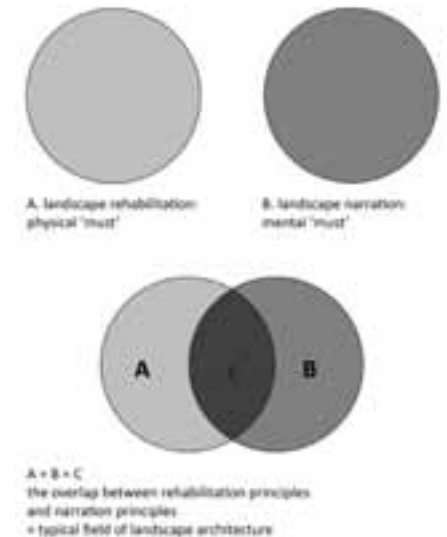 A. landscape rehabilitation:
physical 'must'
B. landscape narration:
mental 'must'
A
B
A + B = C
the overlap between rehabilitation principles
and narration principles
= typical field of landscape architecture